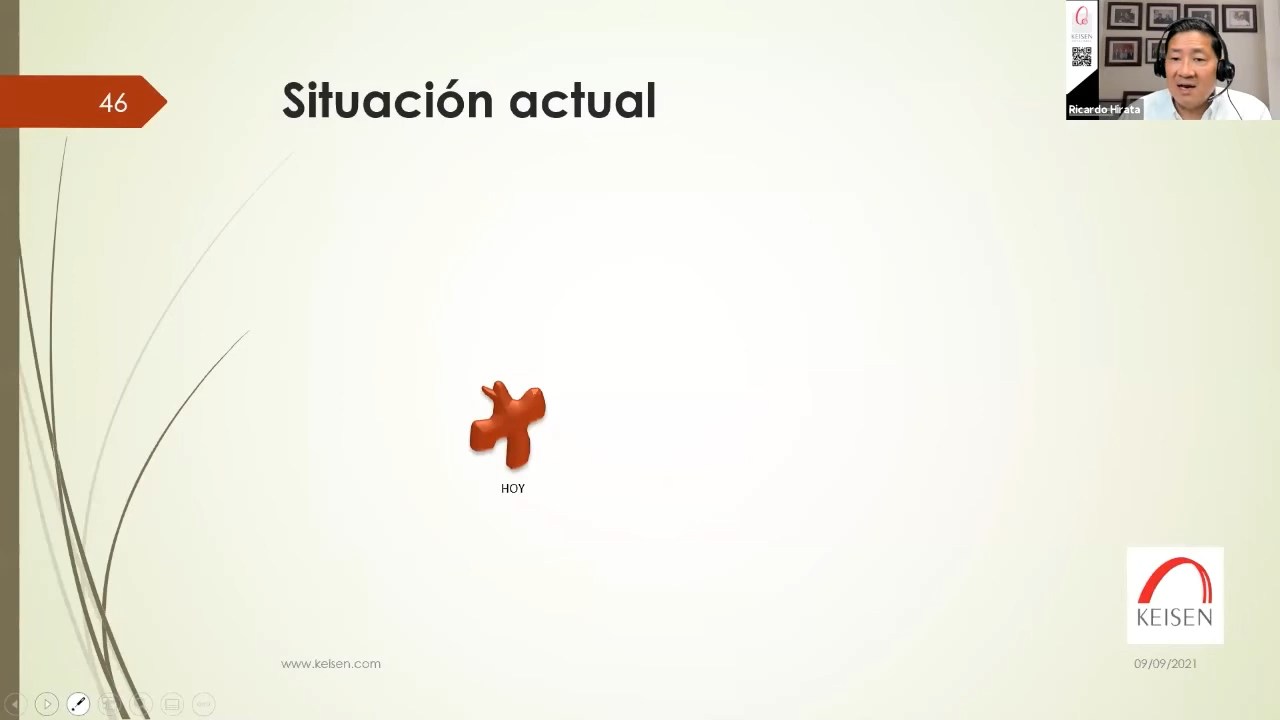 46
Situación actual
KEISEN
Ricardo Hirata
HOY
KEISEN
www.keisen.com
09/09/2021